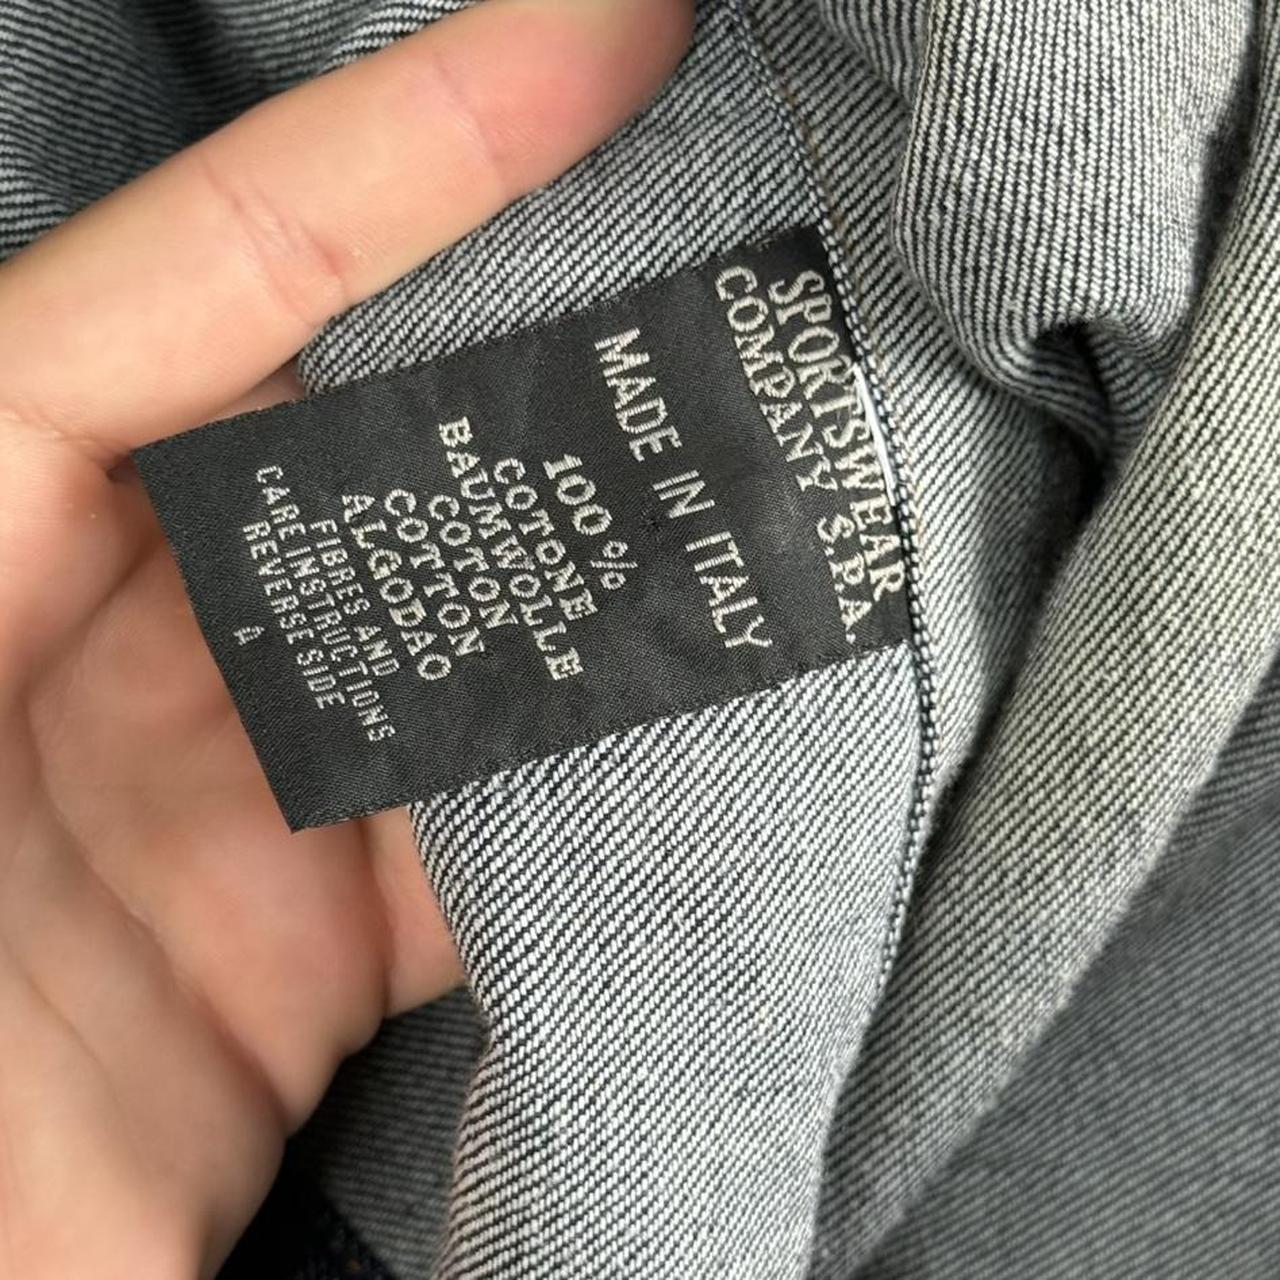 SPORTSWEAR
COMPANY S.P.A.
MADE IN ITALY
100%
COTONE
BAUMWOLLE
COTON
COTTON
ALGODAO
FIBRES AND
CARE INSTRUCTIONS
REVERSE SIDE
A